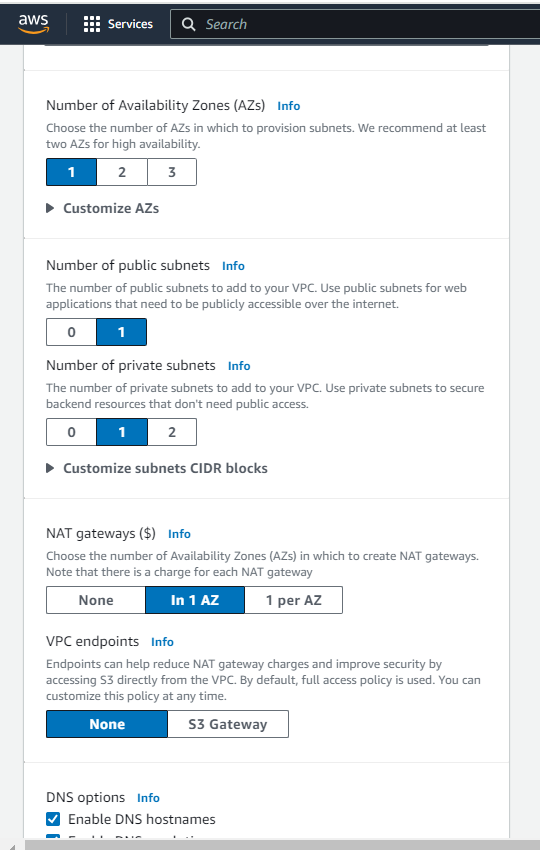 aws
Services
Search
Number of Availability Zones (AZs) Info
Choose the number of AZs in which to provision subnets. We recommend at least
two AZs for high availability.
1 2 3
Customize AZs
Number of public subnets Info
The number of public subnets to add to your VPC. Use public subnets for web
applications that need to be publicly accessible over the internet.
0 1
Number of private subnets Info
The number of private subnets to add to your VPC. Use private subnets to secure
backend resources that don't need public access.
0 1 2
Customize subnets CIDR blocks
NAT gateways ($) Info
Choose the number of Availability Zones (AZs) in which to create NAT gateways.
Note that there is a charge for each NAT gateway
None In 1 AZ 1 per AZ
VPC endpoints Info
Endpoints can help reduce NAT gateway charges and improve security by
accessing S3 directly from the VPC. By default, full access policy is used. You can
customize this policy at any time.
None S3 Gateway
DNS options Info
Enable DNS hostnames